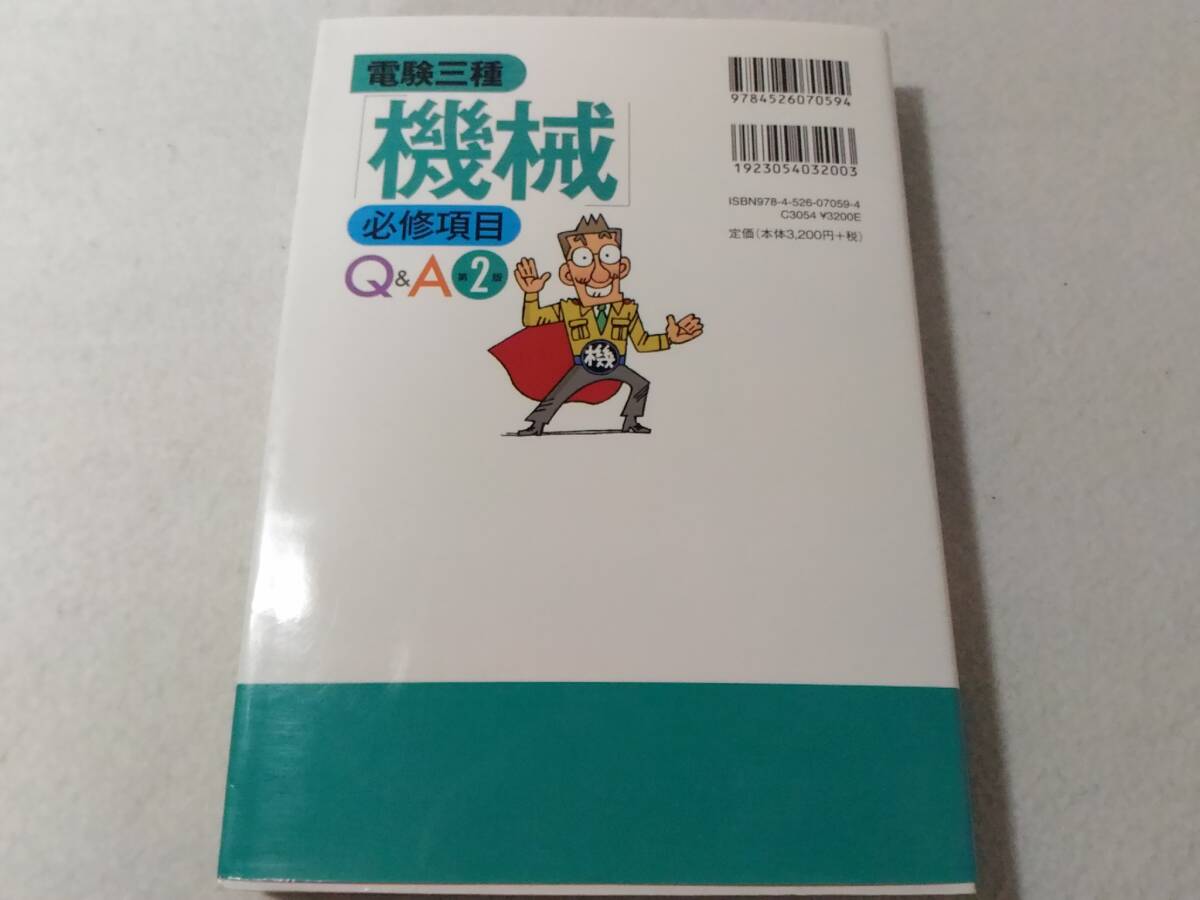 電験三種
「機械」
必修項目
Q&A 第2版
機
9784526070594
1923054032003
ISBN978-4-526-07059-4
C3054 ¥3200E
定価(本体3,200円+税)